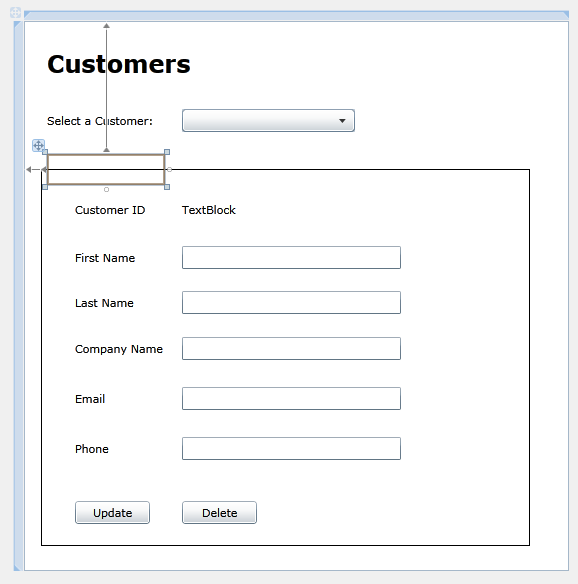 Customers
Select a Customer:
Customer ID TextBlock
First Name
Last Name
Company Name
Email
Phone
Update Delete